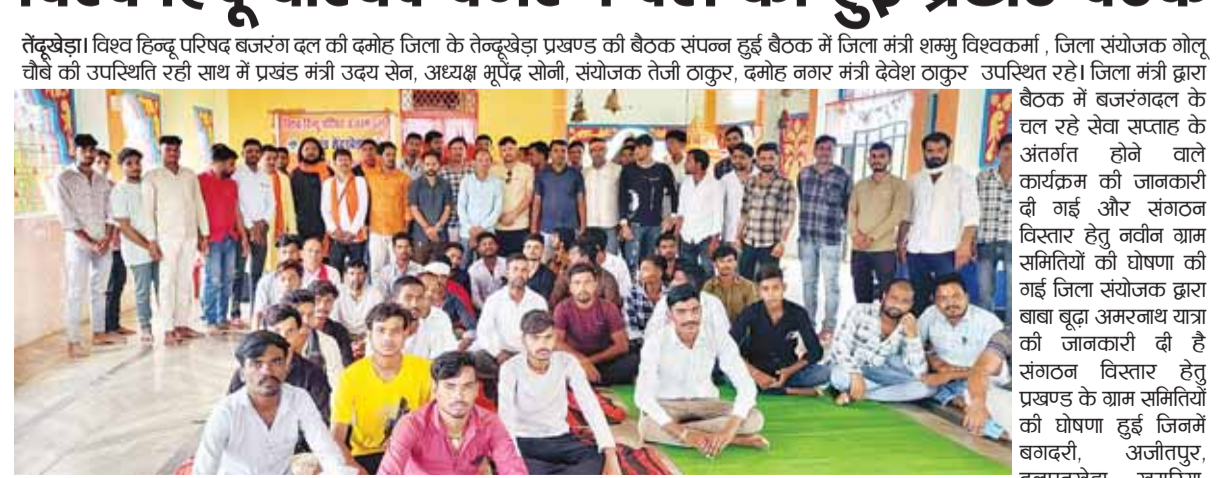 तेंदूखेड़ा। विश्व हिन्दू परिषद बजरंग दल की दमोह जिला के तेन्दूखेड़ा प्रखण्ड की बैठक संपन्न हुई बैठक में जिला मंत्री शम्भु विश्वकर्मा , जिला संयोजक गोलू
चौबे की उपस्थिति रही साथ में प्रखंड मंत्री उदय सेन, अध्यक्ष भूपेंद्र सोनी, संयोजक तेजी ठाकुर, दमोह नगर मंत्री देवेश ठाकुर उपस्थित रहे। जिला मंत्री द्वारा
बैठक में बजरंगदल के
चल रहे सेवा सप्ताह के
अंतर्गत होने वाले
कार्यक्रम की जानकारी
दी गई और संगठन
विस्तार हेतु नवीन ग्राम
समितियों की घोषणा की
गई जिला संयोजक द्वारा
बाबा बूढ़ा अमरनाथ यात्रा
की जानकारी दी है
संगठन विस्तार हेतु
प्रखण्ड के ग्राम समितियों
की घोषणा हुई जिनमें
बगदरी, अजीतपुर,